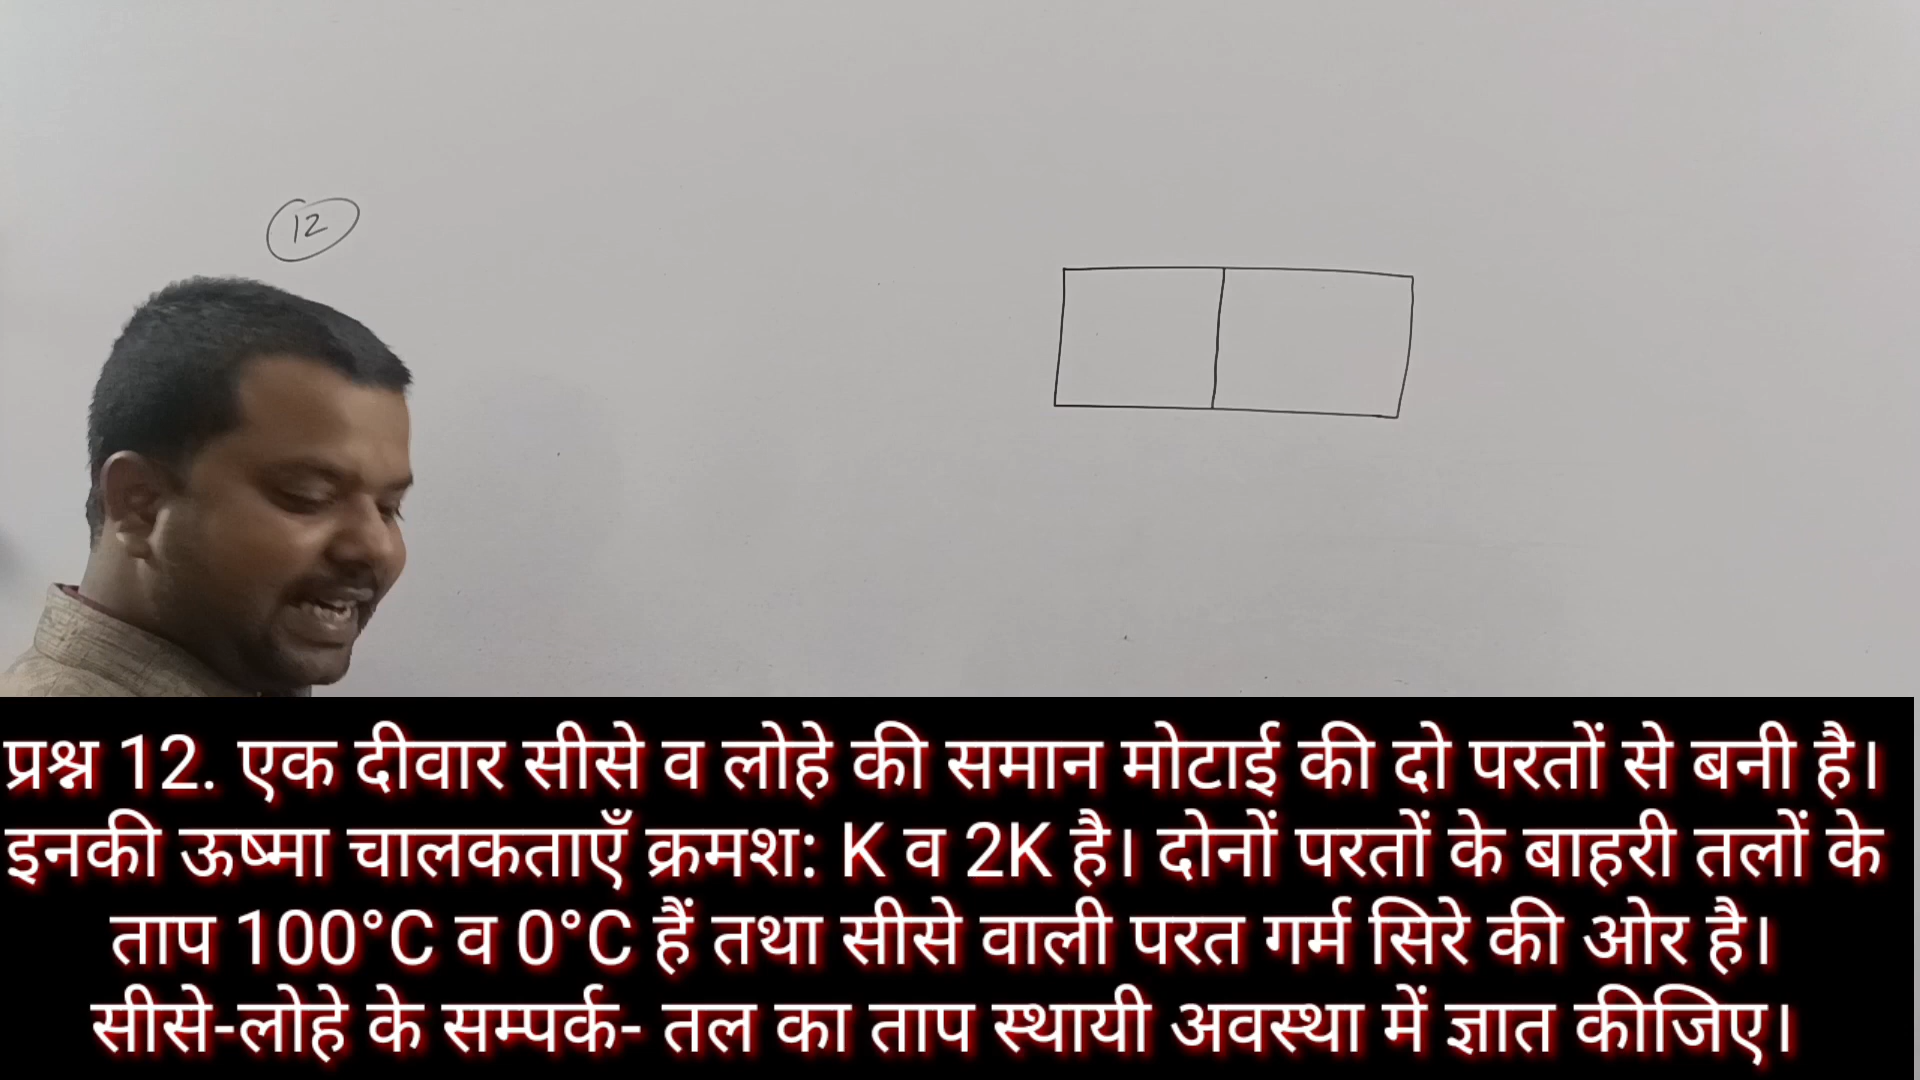 12
प्रश्न 12. एक दीवार सीसे व लोहे की समान मोटाई की दो परतों से बनी है।
इनकी ऊष्मा चालकताएँ क्रमश: K व 2K है। दोनों परतों के बाहरी तलों के
ताप 100°C व 0°C हैं तथा सीसे वाली परत गर्म सिरे की ओर है।
सीसे-लोहे के सम्पर्क- तल का ताप स्थायी अवस्था में ज्ञात कीजिए।